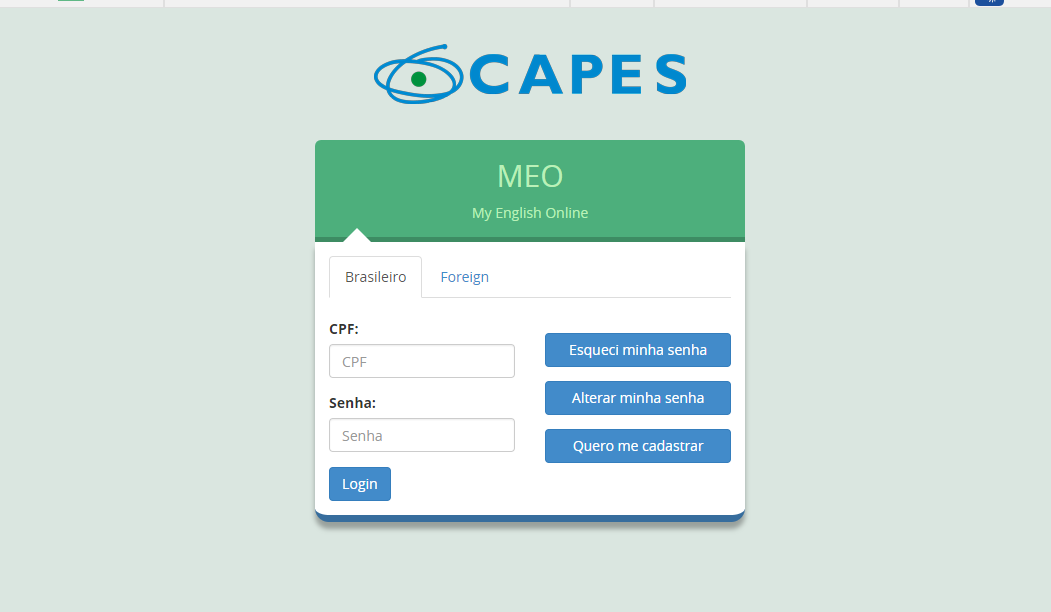 CAPES
MEO
My English Online
Brasileiro
Foreign
CPF:
CPF
Senha:
Senha
Login
Esqueci minha senha
Alterar minha senha
Quero me cadastrar